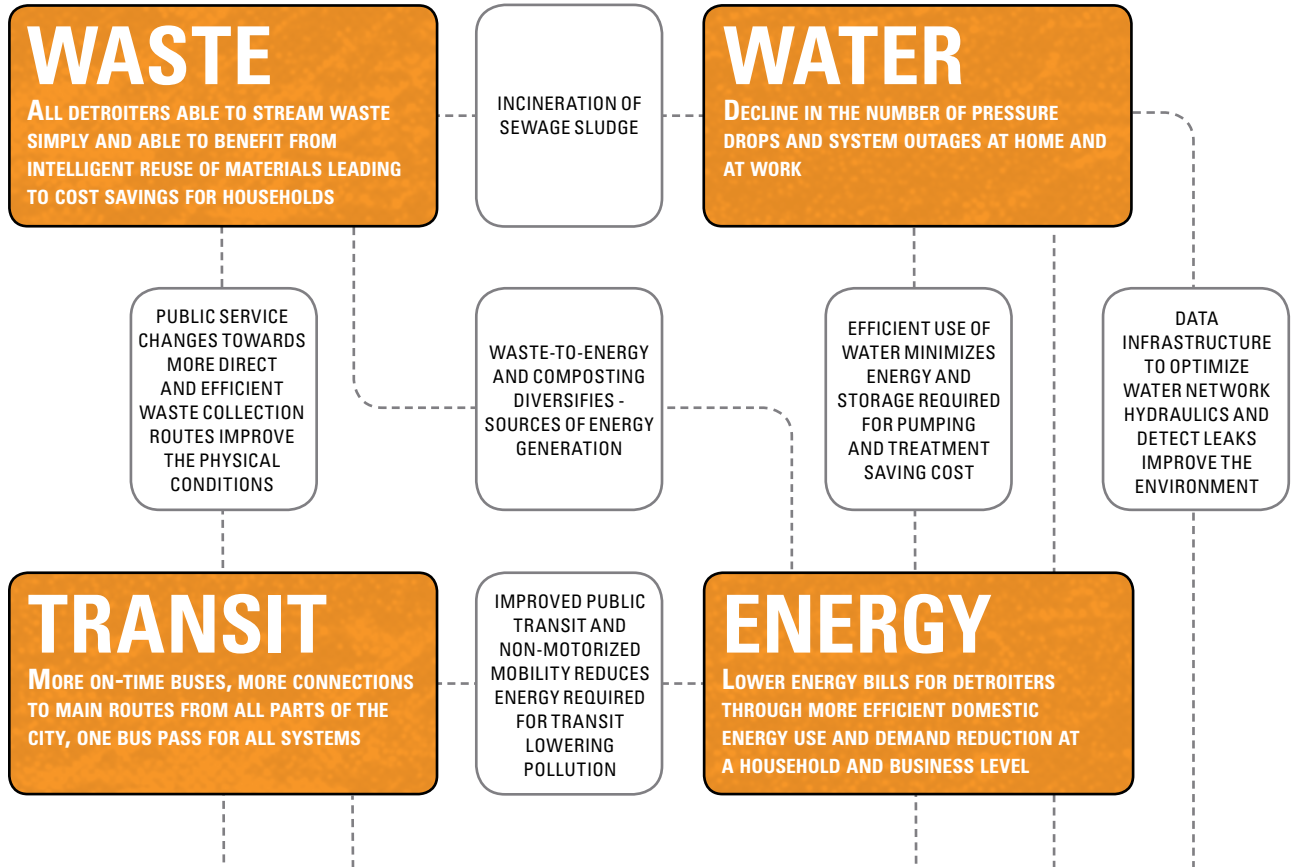 WASTE
ALL DETROITERS ABLE TO STREAM WASTE
SIMPLY AND ABLE TO BENEFIT FROM
INTELLIGENT REUSE OF MATERIALS LEADING
TO COST SAVINGS FOR HOUSEHOLDS
INCINERATION OF
SEWAGE SLUDGE
WATER
DECLINE IN THE NUMBER OF PRESSURE
DROPS AND SYSTEM OUTAGES AT HOME AND
AT WORK
PUBLIC SERVICE
CHANGES TOWARDS
MORE DIRECT
AND EFFICIENT
WASTE COLLECTION
ROUTES IMPROVE
THE PHYSICAL
CONDITIONS
WASTE-TO-ENERGY
AND COMPOSTING
DIVERSIFIES -
SOURCES OF ENERGY
GENERATION
EFFICIENT USE OF
WATER MINIMIZES
ENERGY AND
STORAGE REQUIRED
FOR PUMPING
AND TREATMENT
SAVING COST
DATA
INFRASTRUCTURE
TO OPTIMIZE
WATER NETWORK
HYDRAULICS AND
DETECT LEAKS
IMPROVE THE
ENVIRONMENT
TRANSIT
MORE ON-TIME BUSES, MORE CONNECTIONS
TO MAIN ROUTES FROM ALL PARTS OF THE
CITY, ONE BUS PASS FOR ALL SYSTEMS
IMPROVED PUBLIC
TRANSIT AND
NON-MOTORIZED
MOBILITY REDUCES
ENERGY REQUIRED
FOR TRANSIT
LOWERING
POLLUTION
ENERGY
LOWER ENERGY BILLS FOR DETROITERS
THROUGH MORE EFFICIENT DOMESTIC
ENERGY USE AND DEMAND REDUCTION AT
A HOUSEHOLD AND BUSINESS LEVEL